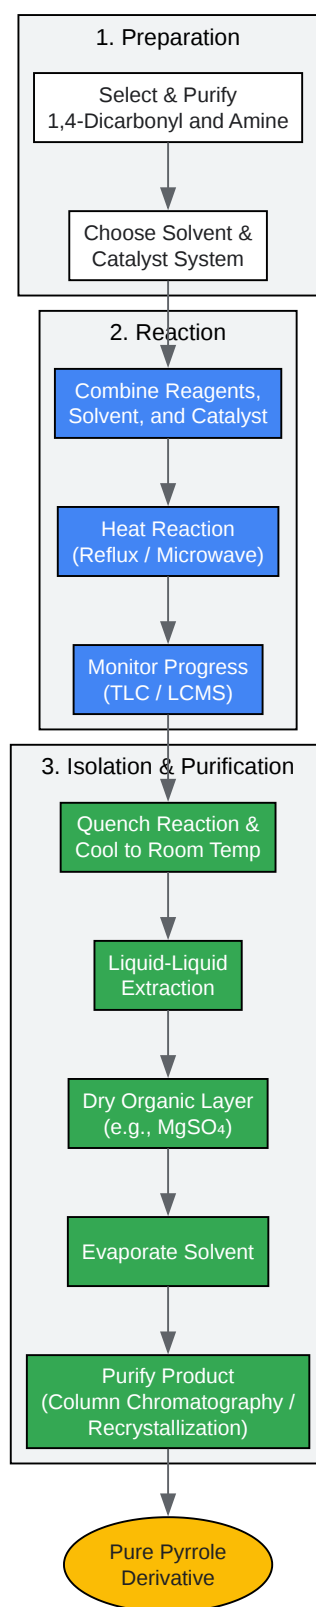 1. Preparation
Select & Purify
1,4-Dicarbonyl and Amine
Choose Solvent &
Catalyst System
2. Reaction
Combine Reagents,
Solvent, and Catalyst
Heat Reaction
(Reflux / Microwave)
Monitor Progress
(TLC / LCMS)
3. Isolation & Purification
Quench Reaction &
Cool to Room Temp
Liquid-Liquid
Extraction
Dry Organic Layer
(e.g., MgSO₄)
Evaporate Solvent
Purify Product
(Column Chromatography /
Recrystallization)
Pure Pyrrole
Derivative